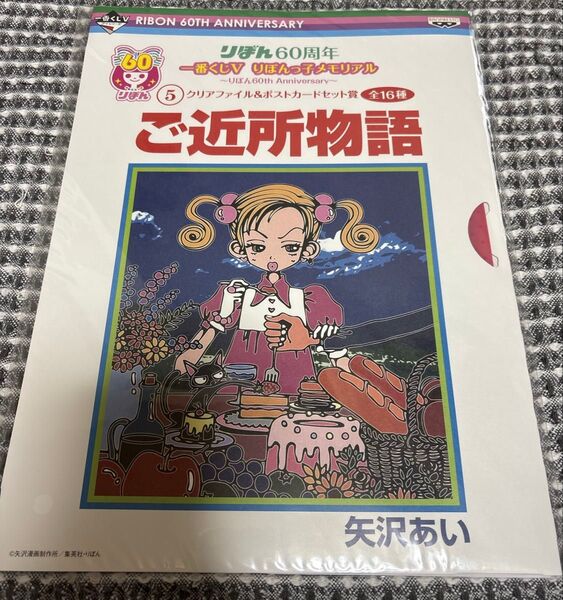 一番くじV RIBON 60TH ANNIVERSARY
りぼん60周年
一番くじV りぼんっ子メモリアル
〜りぼん60th Anniversary〜
60
りぼん
5 クリアファイル&ポストカードセット賞 全16種
ご近所物語
矢沢あい
©矢沢漫画制作所/集英社・りぼん